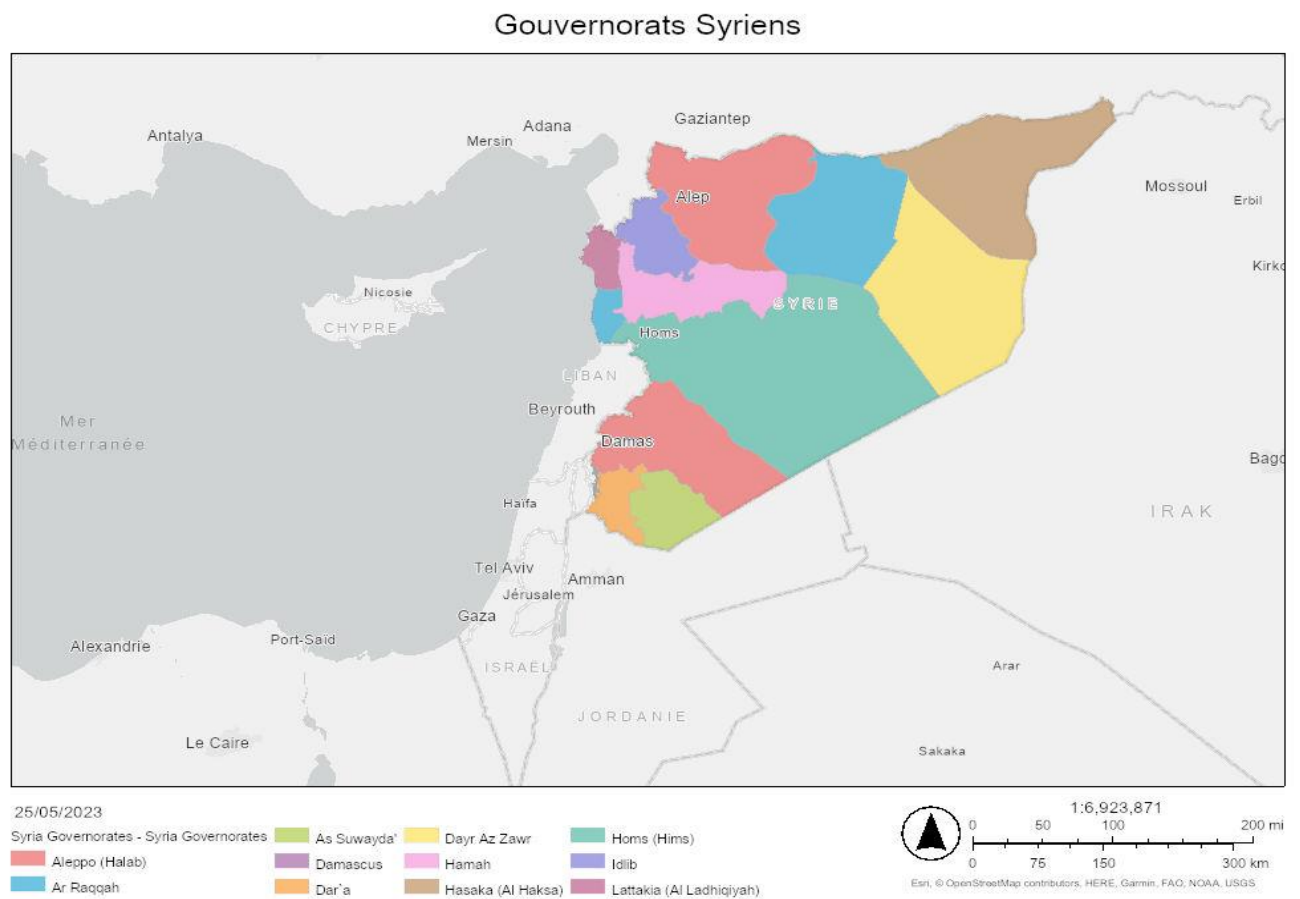 Gouvernorats Syriens
Gaziantep
Adana
Antalya
Mersin
Mossoul
Alep
Erbil
Kirko
Nicosie
SYRIE
CHYPRE
Homs
LIBAN
Beyrouth
Mer
Méditerranée
Damas
Bagd
Haïfa
IRAK
Tel Aviv
Amman
Jérusalem
Gaza
Port-Saïd
Alexandrie
ISRAËL
Arar
JORDANIE
Le Caire
Sakaka
25/05/2023
Syria Governorates - Syria Governorates
Aleppo (Halab)
Ar Raqqah
As Suwayda'
Damascus
Dar`a
Dayr Az Zawr
Hamah
Hasaka (Al Haksa)
Homs (Hims)
Idlib
Lattakia (Al Ladhiqiyah)
1:6,923,871
0 50 100 200 mi
0 75 150 300 km
Esri, © OpenStreetMap contributors, HERE, Garmin, FAO, NOAA, USGS